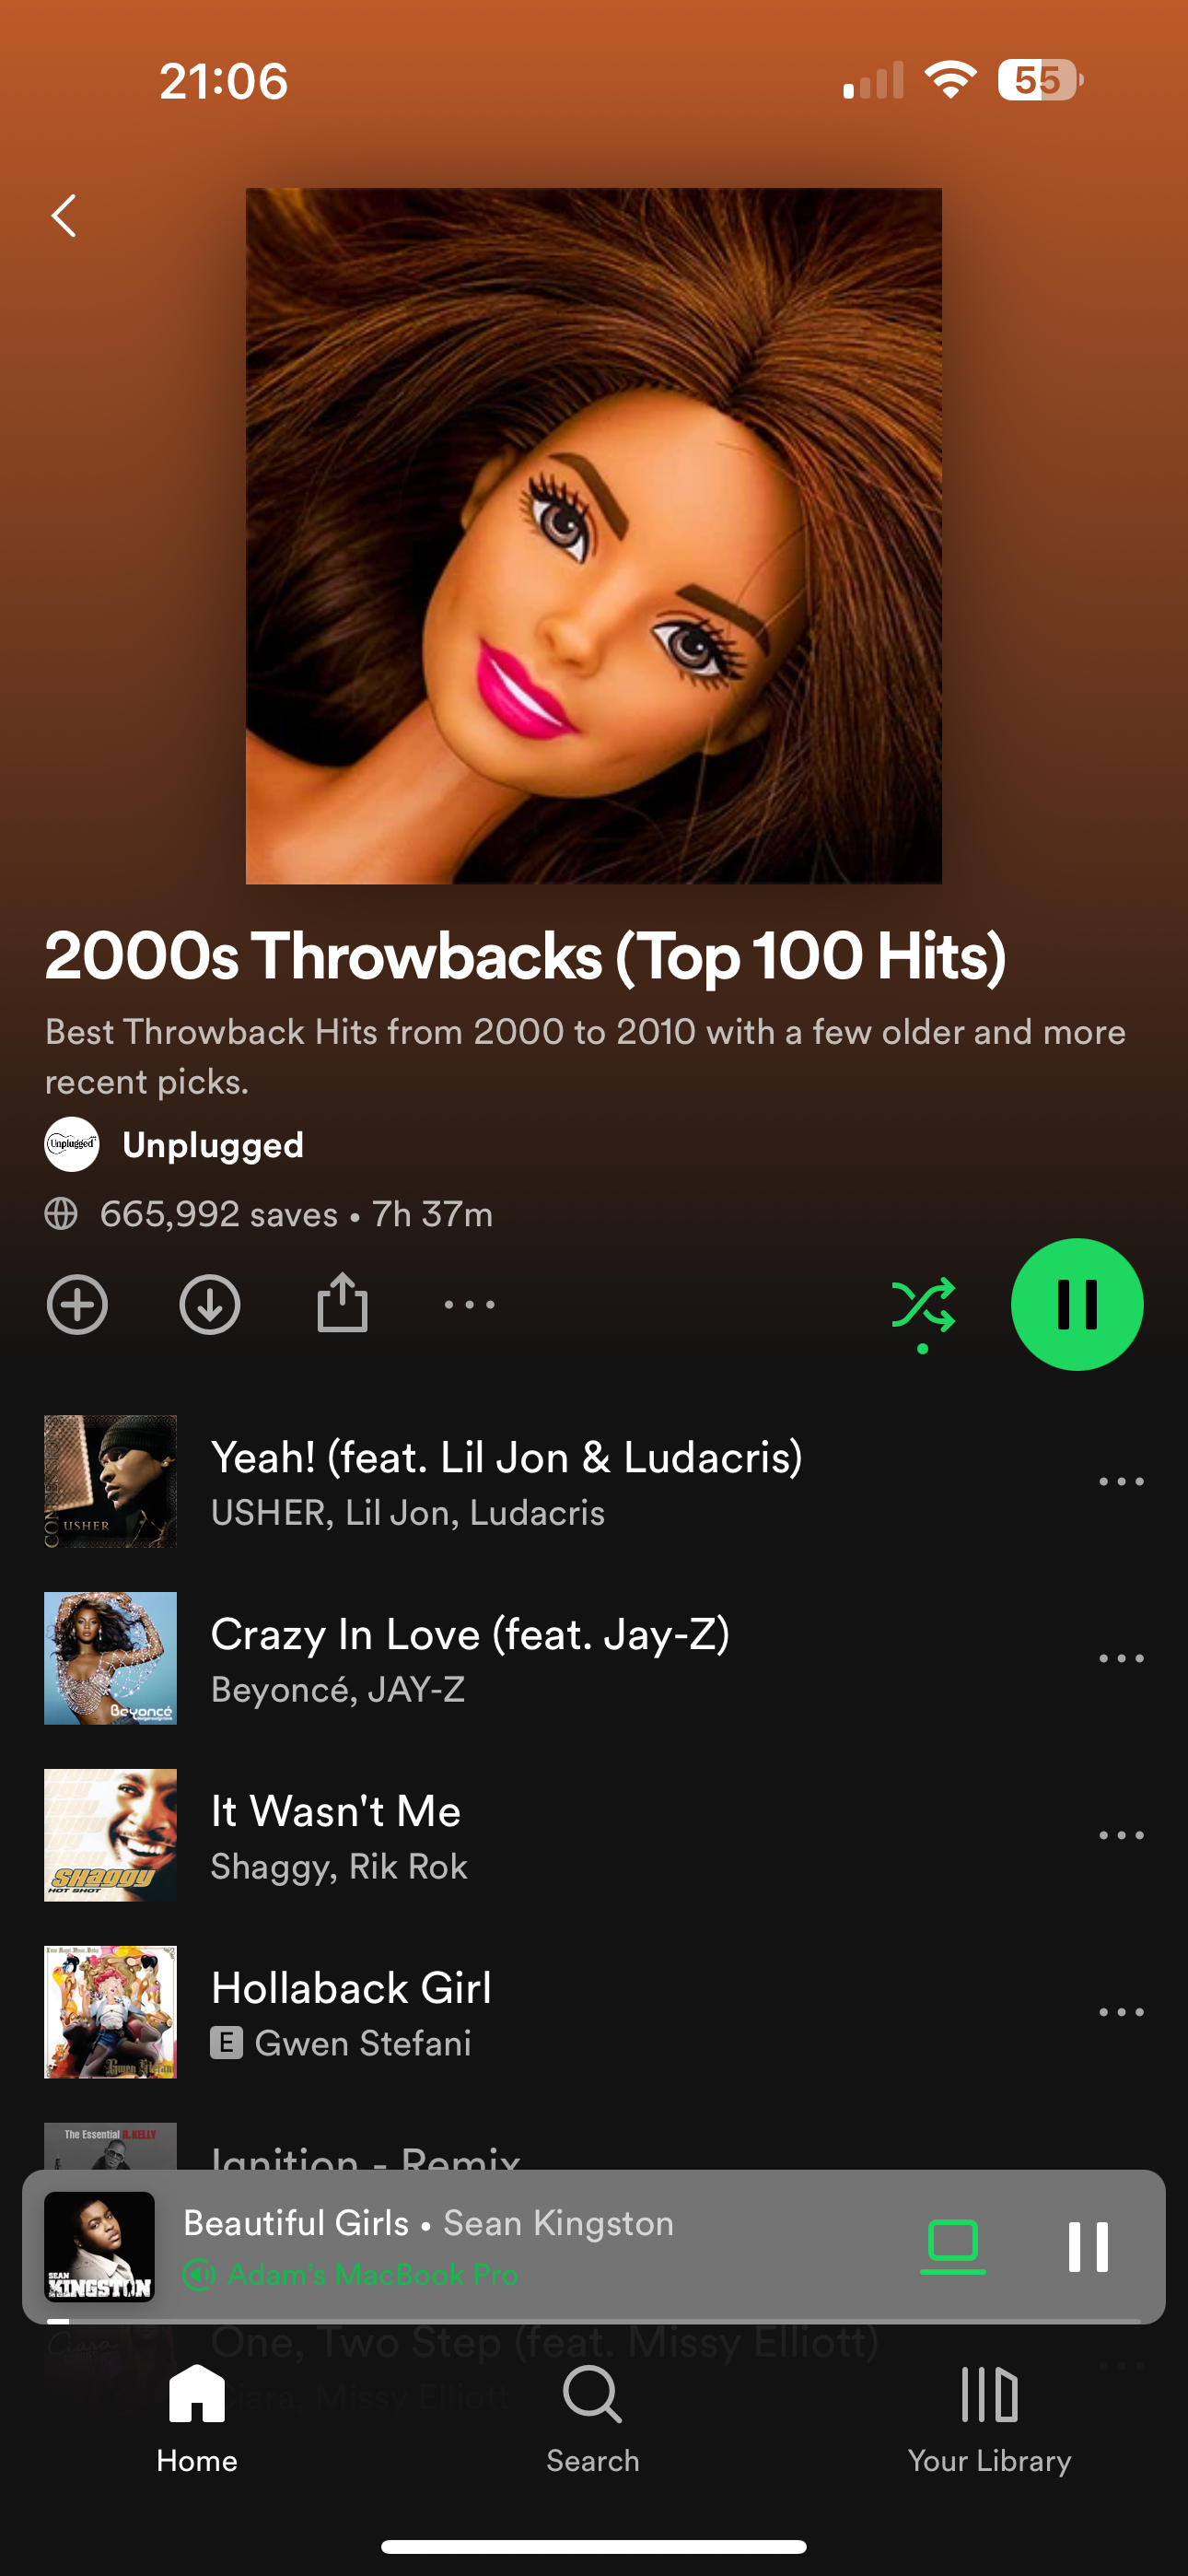 21:06
55
2000s Throwbacks (Top 100 Hits)
Best Throwback Hits from 2000 to 2010 with a few older and more
recent picks.
Unplugged
Unplugged
665,992 saves • 7h 37m
Yeah! (feat. Lil Jon & Ludacris)
USHER, Lil Jon, Ludacris
USHER
Crazy In Love (feat. Jay-Z)
Beyoncé, JAY-Z
Beyoncé
It Wasn't Me
Shaggy, Rik Rok
SHaGGY
HOT SHOT
Hollaback Girl
E Gwen Stefani
Gwen Stefani
The Essential R. KELLY
Ignition - Remix
Beautiful Girls • Sean Kingston
Adam's MacBook Pro
SEAN
KINGSTON
Ciara
One, Two Step (feat. Missy Elliott)
Ciara, Missy Elliott
Home
Search
Your Library